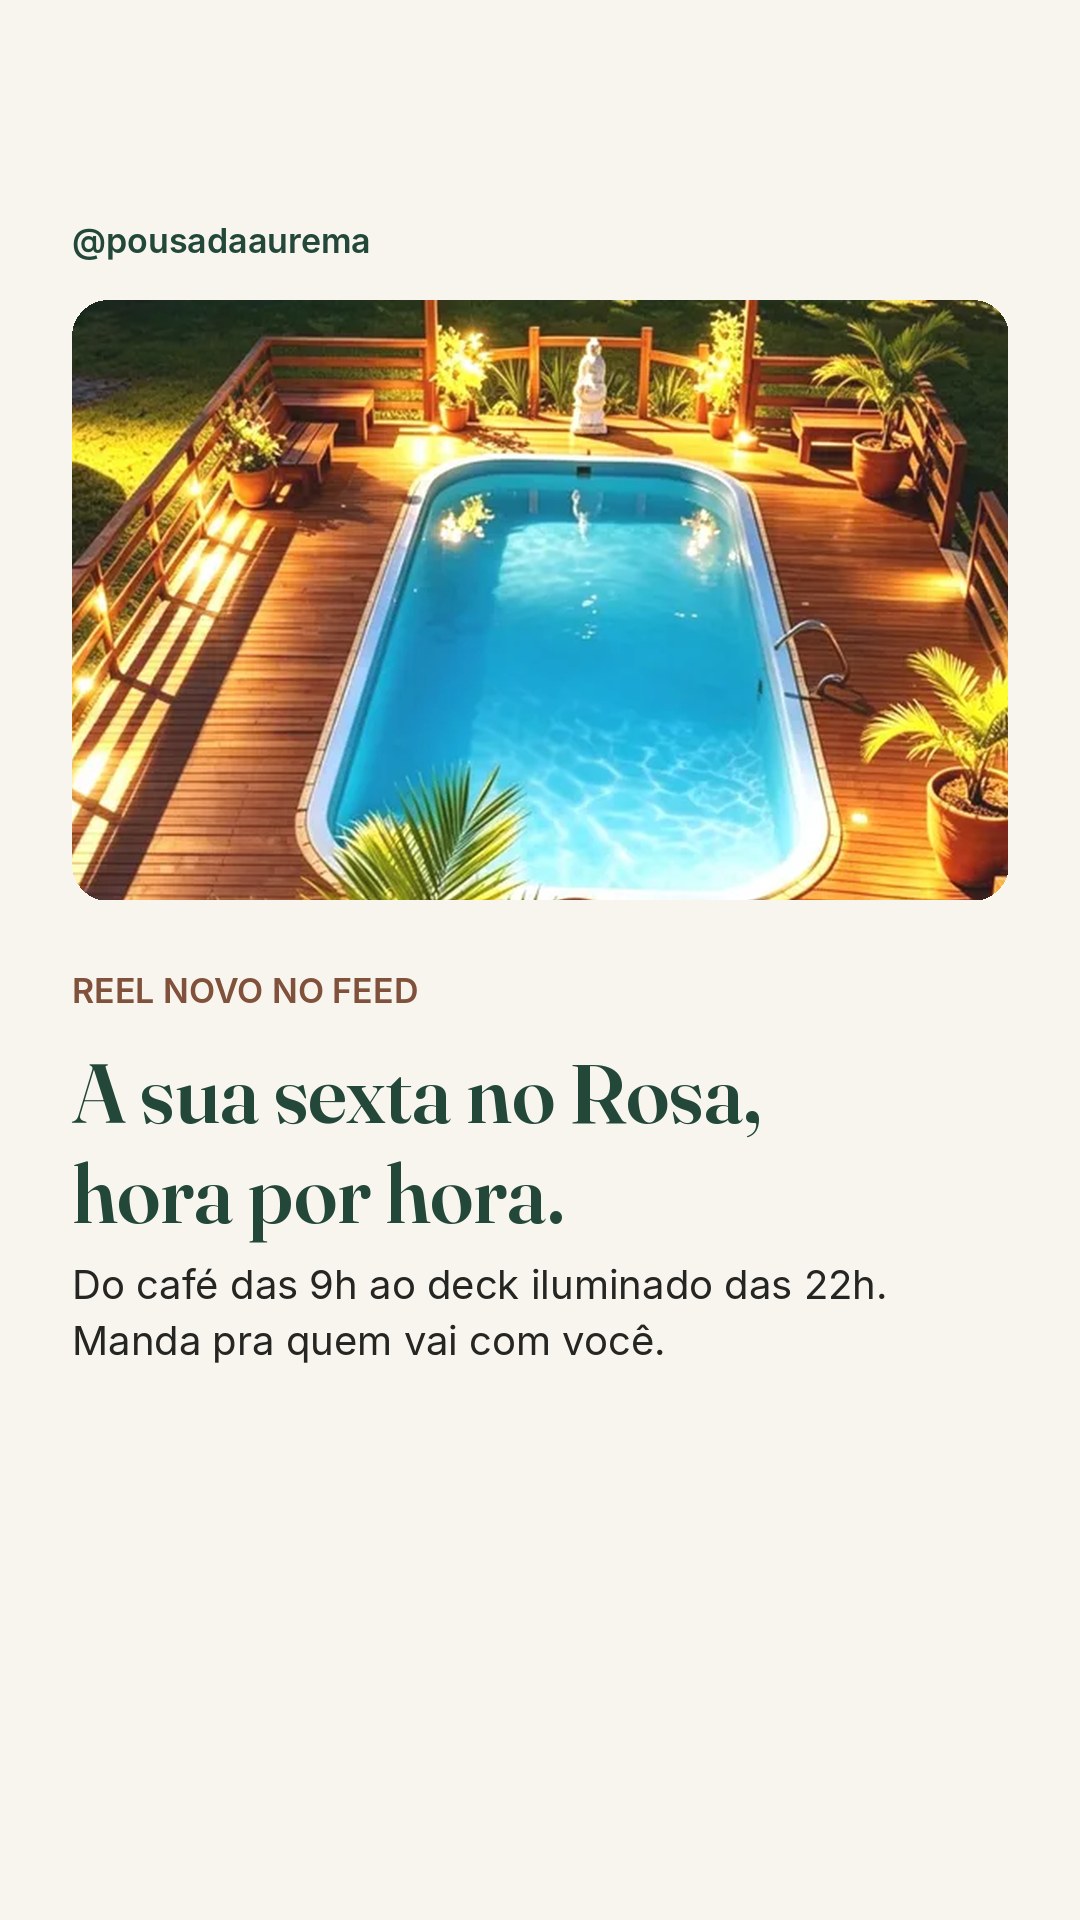 @pousadaaurema
REEL NOVO NO FEED
A sua sexta no Rosa,
hora por hora.
Do café das 9h ao deck iluminado das 22h.
Manda pra quem vai com você.